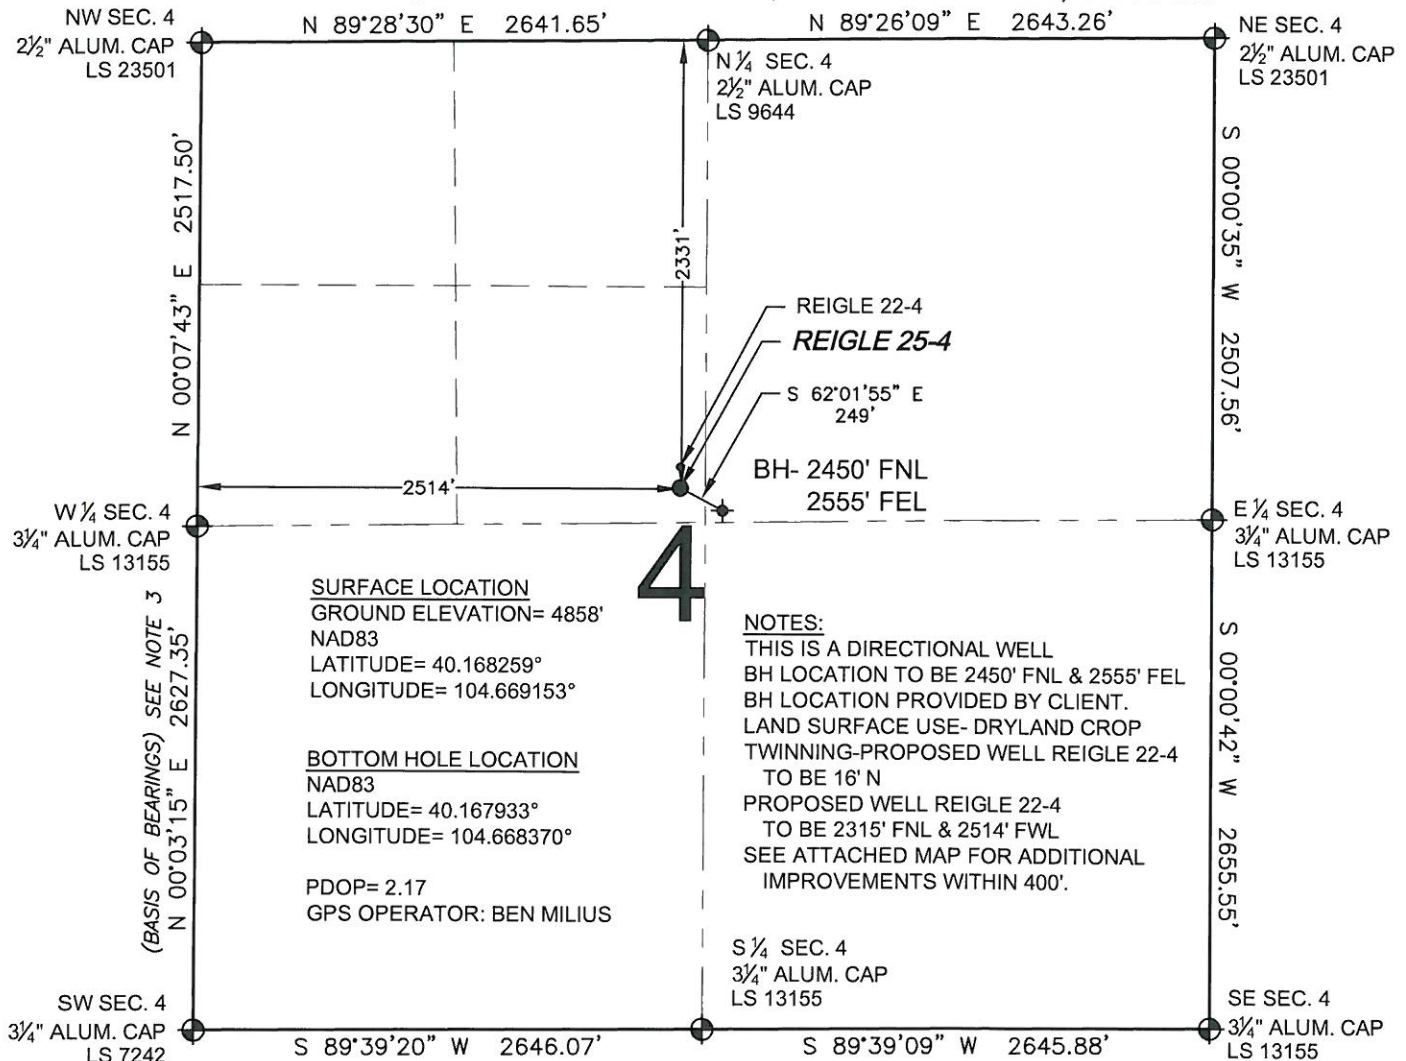 NW SEC. 4
2½" ALUM. CAP
LS 23501
N 89°28'30" E 2641.65'
N 89°26'09" E 2643.26'
NE SEC. 4
2½" ALUM. CAP
LS 23501
N ¼ SEC. 4
2½" ALUM. CAP
LS 9644
N 00°07'43" E 2517.50'
S 00°00'35" W 2507.56'
2331'
REIGLE 22-4
REIGLE 25-4
S 62°01'55" E
249'
BH- 2450' FNL
2555' FEL
2514'
W ¼ SEC. 4
3¼" ALUM. CAP
LS 13155
E ¼ SEC. 4
3¼" ALUM. CAP
LS 13155
4
SURFACE LOCATION
GROUND ELEVATION= 4858'
NAD83
LATITUDE= 40.168259°
LONGITUDE= 104.669153°
BOTTOM HOLE LOCATION
NAD83
LATITUDE= 40.167933°
LONGITUDE= 104.668370°
PDOP= 2.17
GPS OPERATOR: BEN MILIUS
NOTES:
THIS IS A DIRECTIONAL WELL
BH LOCATION TO BE 2450' FNL & 2555' FEL
BH LOCATION PROVIDED BY CLIENT.
LAND SURFACE USE- DRYLAND CROP
TWINNING-PROPOSED WELL REIGLE 22-4
TO BE 16' N
PROPOSED WELL REIGLE 22-4
TO BE 2315' FNL & 2514' FWL
SEE ATTACHED MAP FOR ADDITIONAL
IMPROVEMENTS WITHIN 400'.
(BASIS OF BEARINGS) SEE NOTE 3
N 00°03'15" E 2627.35'
S 00°00'42" W 2655.55'
S ¼ SEC. 4
3¼" ALUM. CAP
LS 13155
SW SEC. 4
3¼" ALUM. CAP
LS 7242
S 89°39'20" W 2646.07'
S 89°39'09" W 2645.88'
SE SEC. 4
3¼" ALUM. CAP
LS 13155